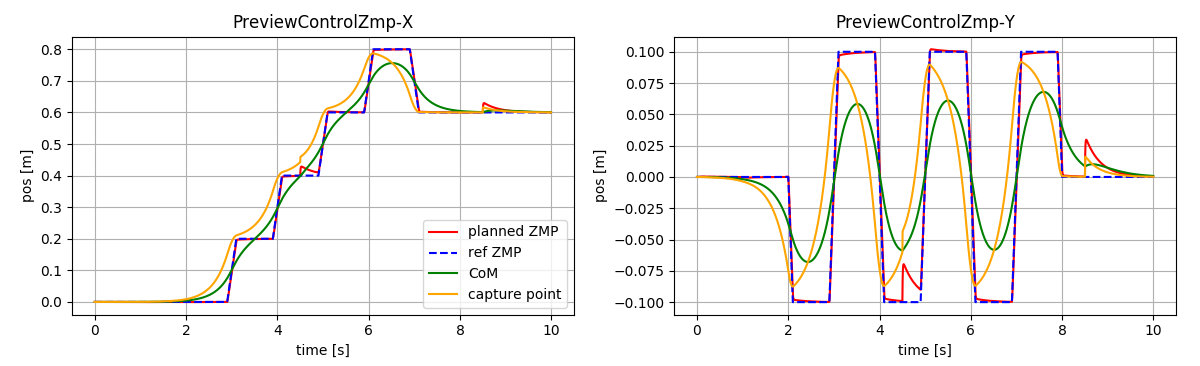 PreviewControlZmp-X
pos [m]
0.8
0.7
0.6
0.5
0.4
0.3
0.2
0.1
0.0
planned ZMP
ref ZMP
CoM
capture point
0 2 4 6 8 10
time [s]
PreviewControlZmp-Y
pos [m]
0.100
0.075
0.050
0.025
0.000
−0.025
−0.050
−0.075
−0.100
0 2 4 6 8 10
time [s]